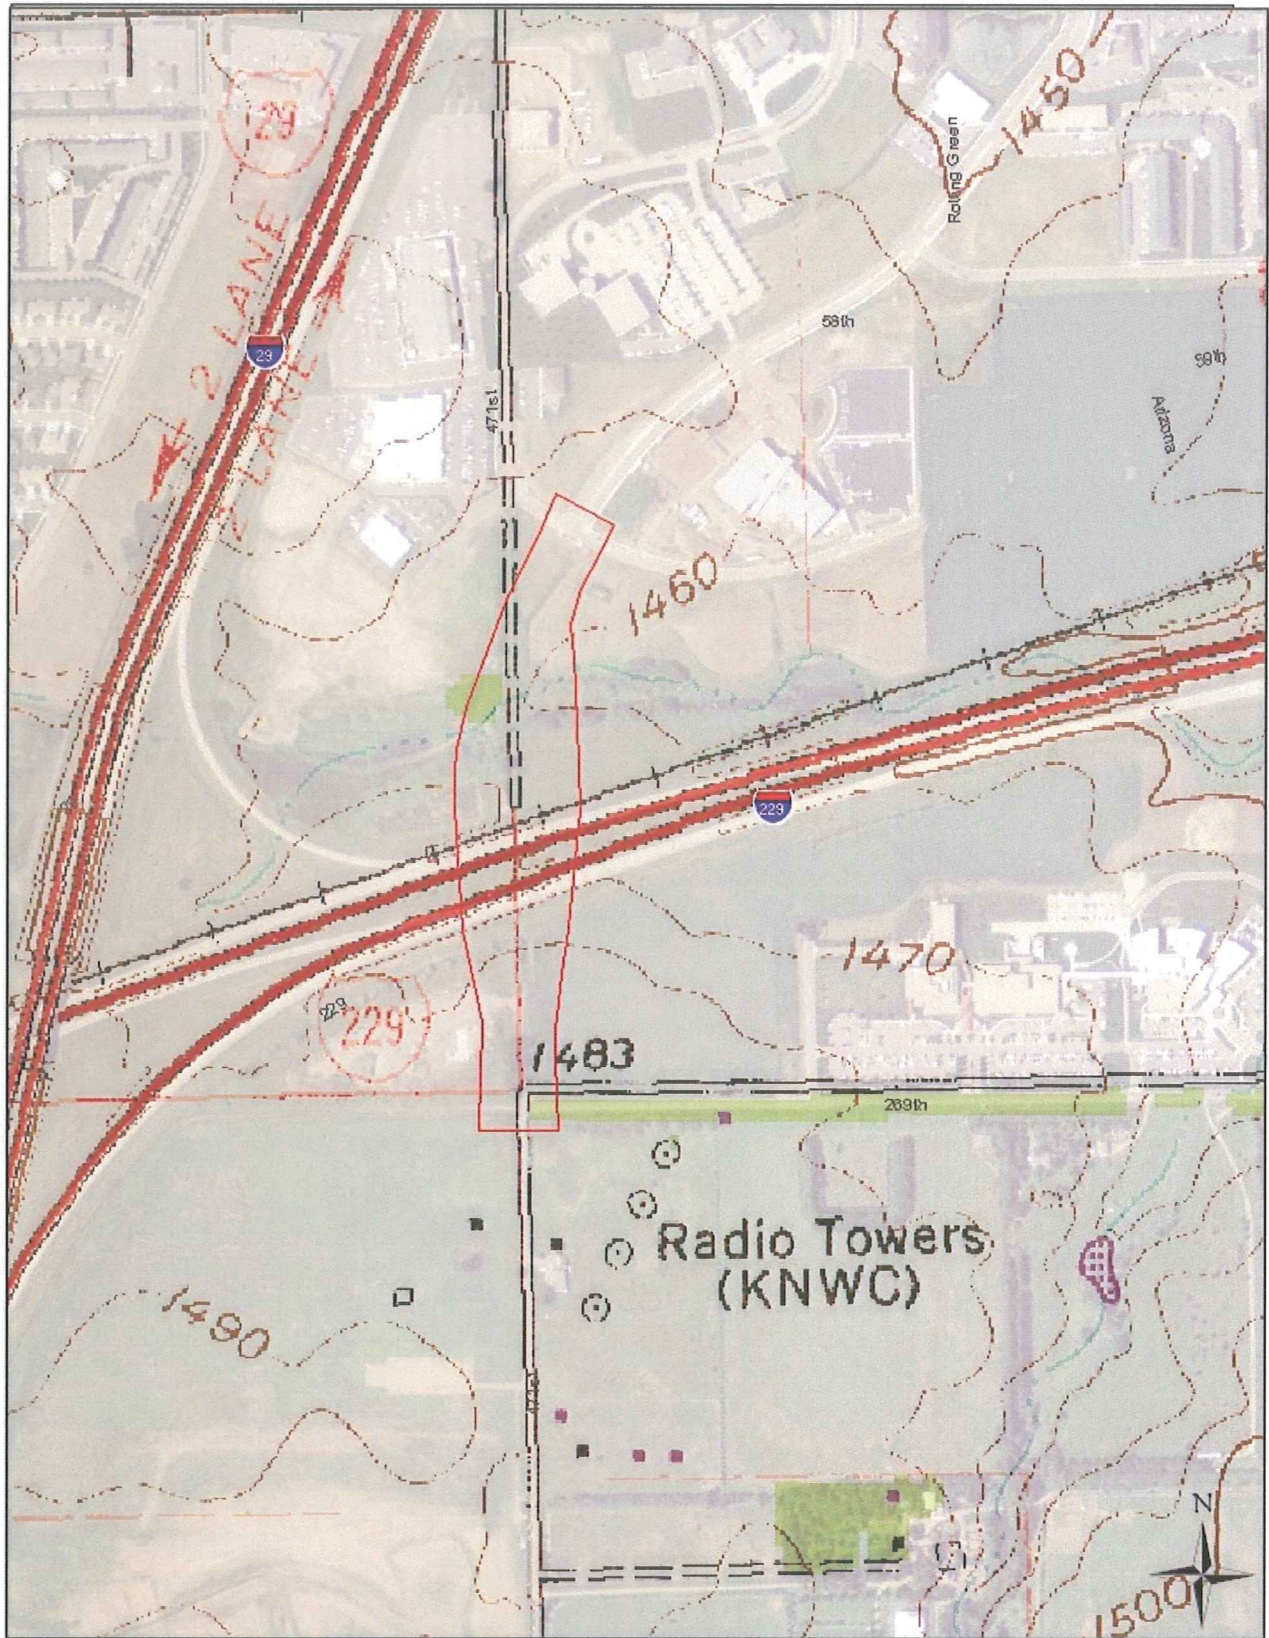 29
1450
Rolling Green
2 LANE
2 LANE
29
58th
59th
471st
Arizona
1460
229
1470
229
229
1483
269th
Radio Towers
(KNWC)
1490
471st
N
1500